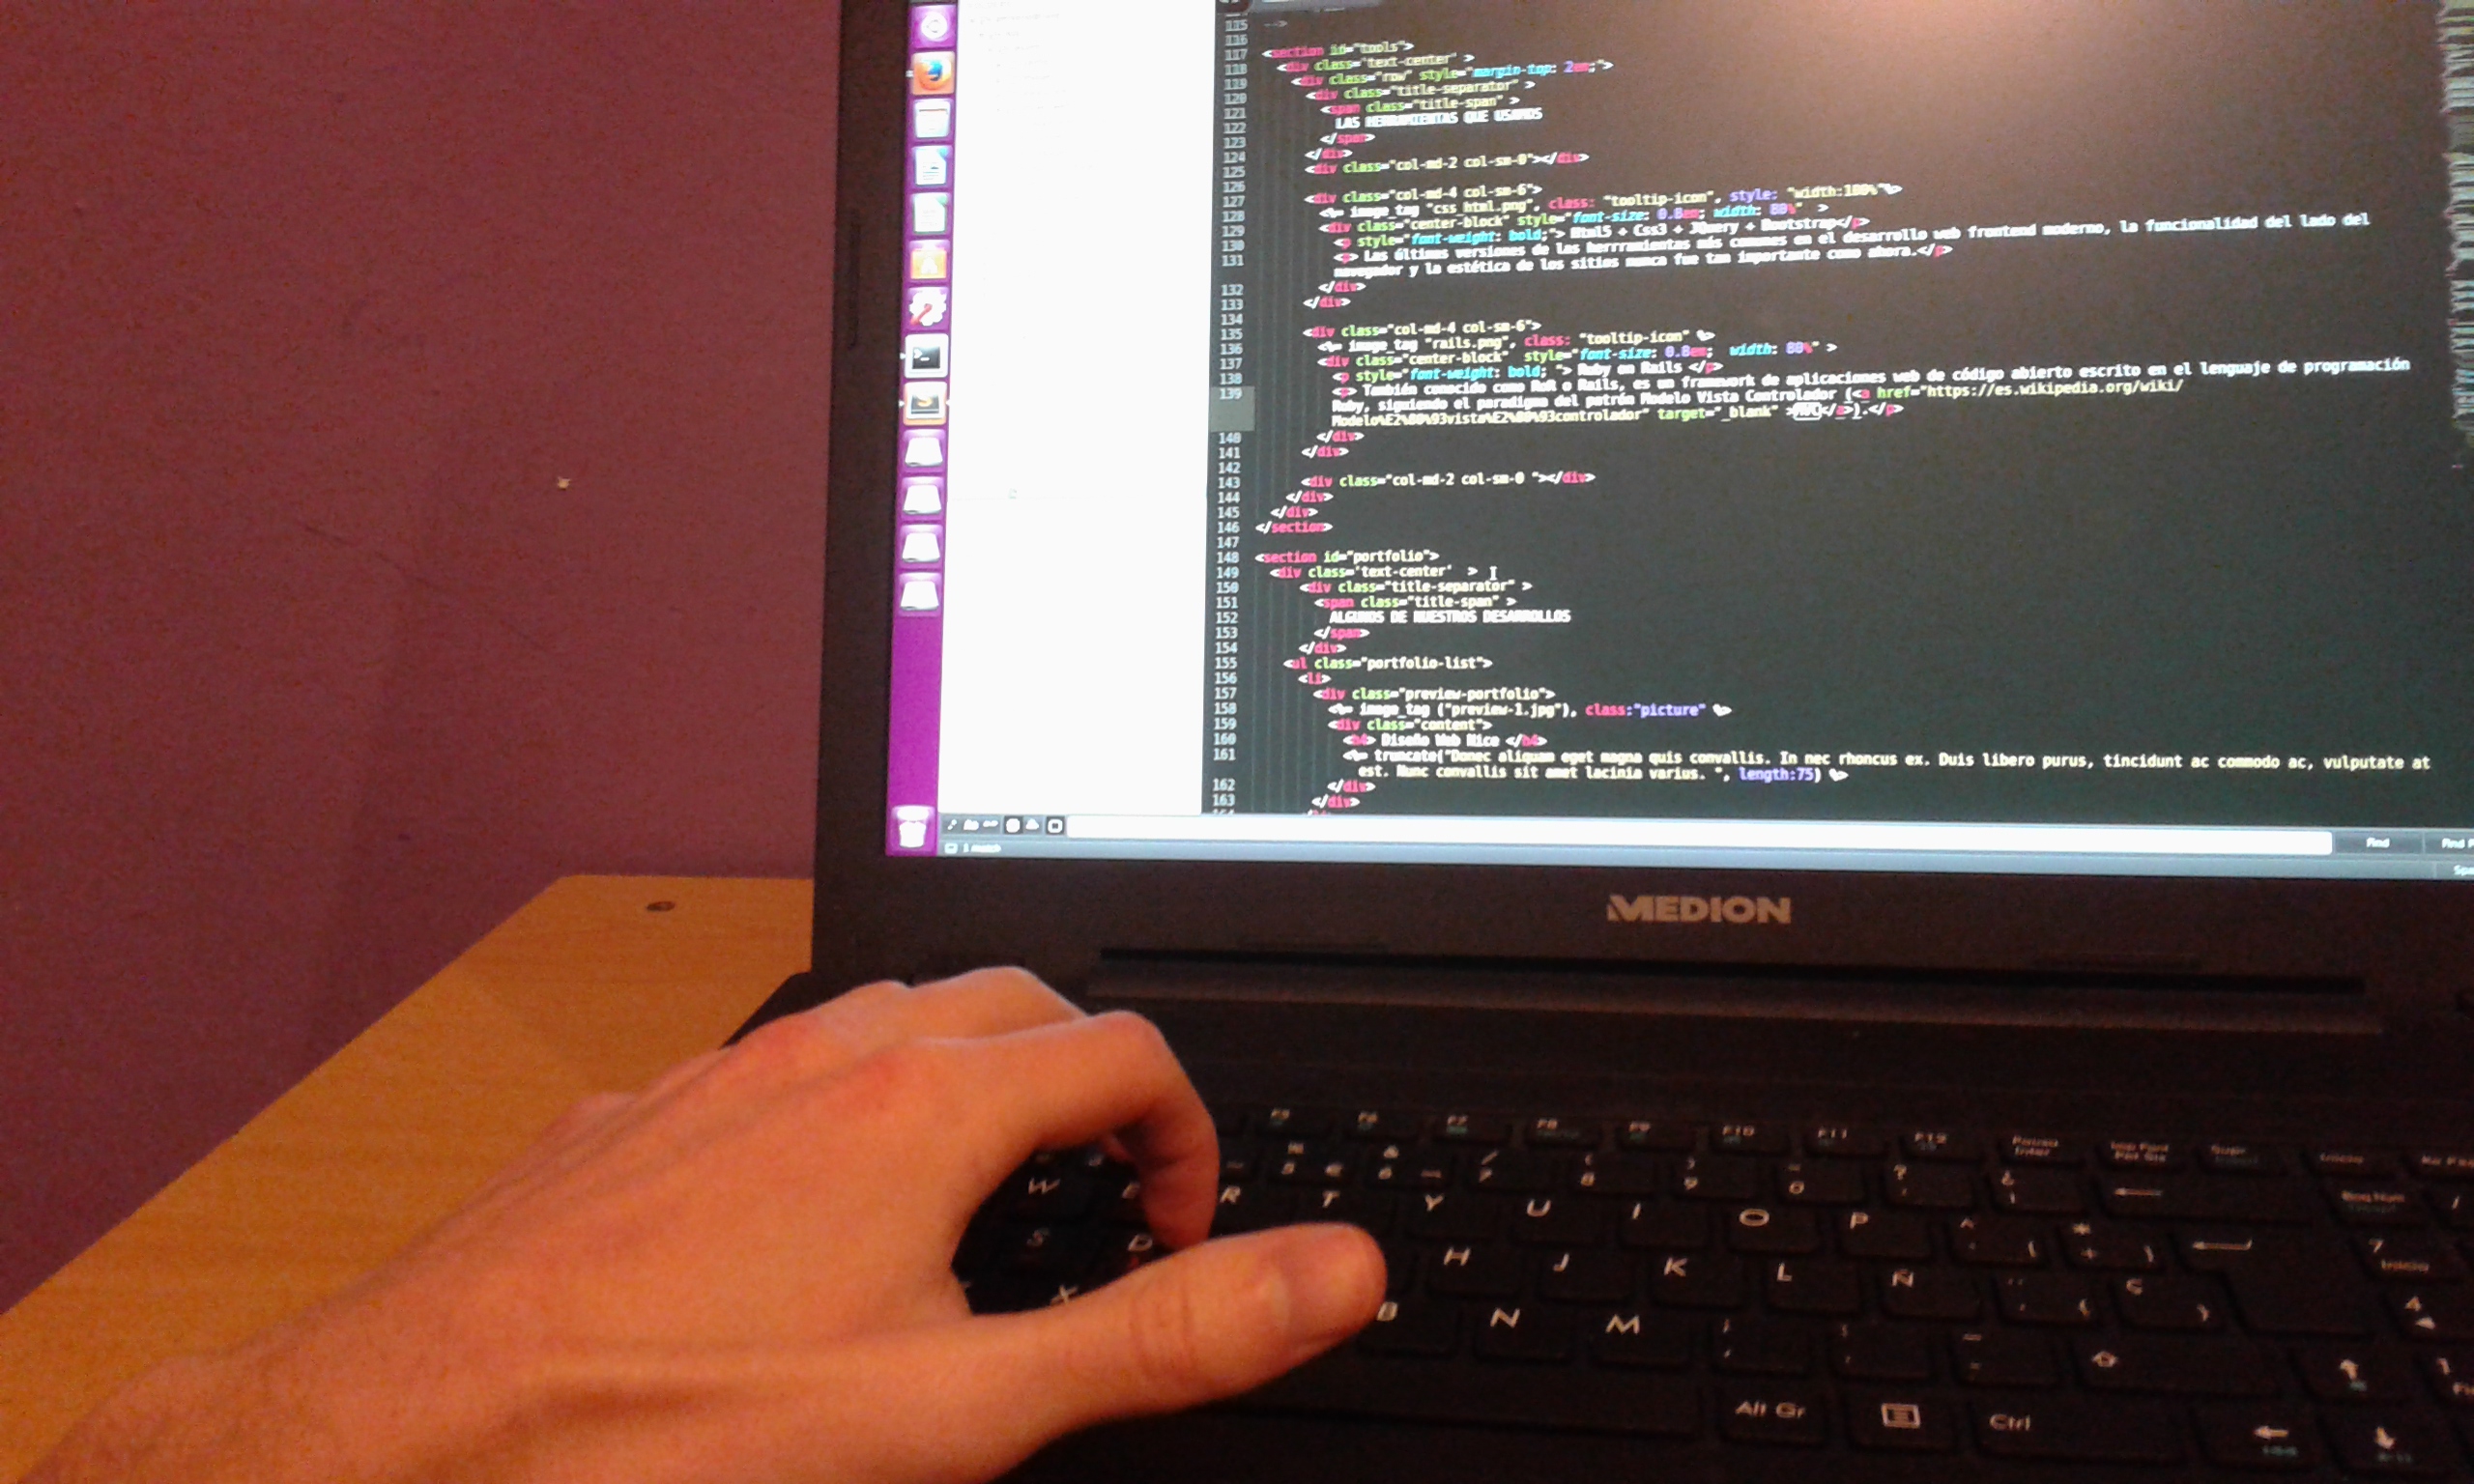 115 -->
116
117 <section id="tools">
118 <div class='text-center' >
119 <div class="row" style="margin-top: 2em;">
120 <div class="title-separator" >
121 <span class="title-span" >
122 LAS HERRAMIENTAS QUE USAMOS
123 </span>
124 </div>
125 <div class="col-md-2 col-sm-0"></div>
126
127 <div class="col-md-4 col-sm-6">
128 <%= image_tag "css_html.png", class: "tooltip-icon", style: "width:100%"%>
129 <div class="center-block" style="font-size: 0.8em; width: 80%" >
130 <p style="font-weight: bold;"> Html5 + Css3 + JQuery + Bootstrap</p>
131 <p> Las últimas versiones de las herrramientas más comunes en el desarrollo web frontend moderno, la funcionalidad del lado del
navegador y la estética de los sitios nunca fue tan importante como ahora.</p>
132 </div>
133 </div>
134
135 <div class="col-md-4 col-sm-6">
136 <%= image_tag "rails.png", class: "tooltip-icon" %>
137 <div class="center-block" style="font-size: 0.8em; width: 80%" >
138 <p style="font-weight: bold; "> Ruby on Rails </p>
139 <p> También conocido como RoR o Rails, es un framework de aplicaciones web de código abierto escrito en el lenguaje de programación
Ruby, siguiendo el paradigma del patrón Modelo Vista Controlador (<a href="https://es.wikipedia.org/wiki/
Modelo%E2%80%93vista%E2%80%93controlador" target="_blank" >MVC</a>).</p>
140 </div>
141 </div>
142
143 <div class="col-md-2 col-sm-0 "></div>
144 </div>
145 </div>
146 </section>
147
148 <section id="portfolio">
149 <div class='text-center' >
150 <div class="title-separator" >
151 <span class="title-span" >
152 ALGUNOS DE NUESTROS DESARROLLOS
153 </span>
154 </div>
155 <ul class="portfolio-list">
156 <li>
157 <div class="preview-portfolio">
158 <%= image_tag ("preview-1.jpg"), class:"picture" %>
159 <div class="content">
160 <h4> Diseño Web Nico </h4>
161 <%= truncate("Donec aliquam eget magna quis convallis. In nec rhoncus ex. Duis libero purus, tincidunt ac commodo ac, vulputate at
est. Nunc convallis sit amet lacinia varius. ", length:75) %>
162 </div>
163 </div>
Find
1 match
MEDION
F6 F7 F8 F9 F10 F11 F12
5 € 6 7 8 9 0 ? ¿
W E R T Y U I O P
S D H J K L Ñ
X B N M
Alt Gr Ctrl